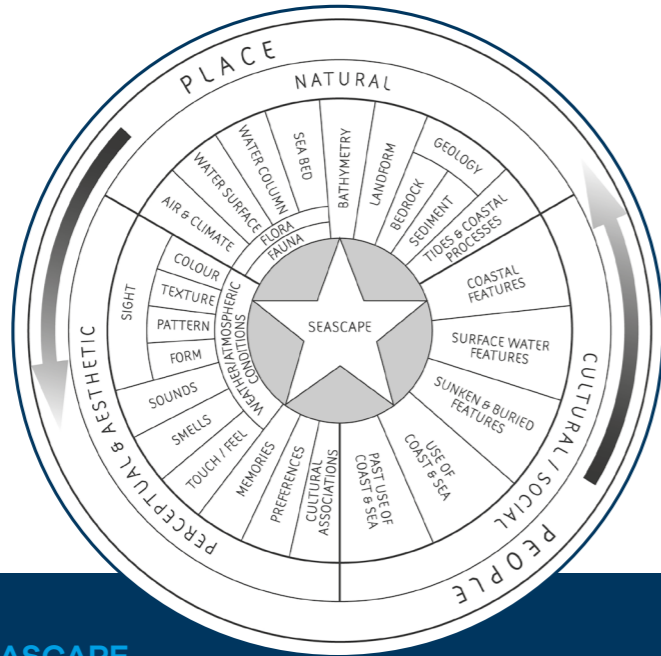 PLACE
NATURAL
AIR & CLIMATE
WATER SURFACE
WATER COLUMN
SEA BED
FLORA
FAUNA
BATHYMETRY
LANDFORM
GEOLOGY
BEDROCK
SEDIMENT
TIDES & COASTAL
PROCESSES
COASTAL
FEATURES
SURFACE WATER
FEATURES
SUNKEN & BURIED
FEATURES
USE OF
COAST & SEA
PAST USE OF
COAST & SEA
CULTURAL / SOCIAL
PEOPLE
CULTURAL
ASSOCIATIONS
PREFERENCES
MEMORIES
TOUCH / FEEL
SMELLS
SOUNDS
SIGHT
FORM
PATTERN
TEXTURE
COLOUR
WEATHER/ATMOSPHERIC
CONDITIONS
PERCEPTUAL & AESTHETIC
SEASCAPE
ASCAPE